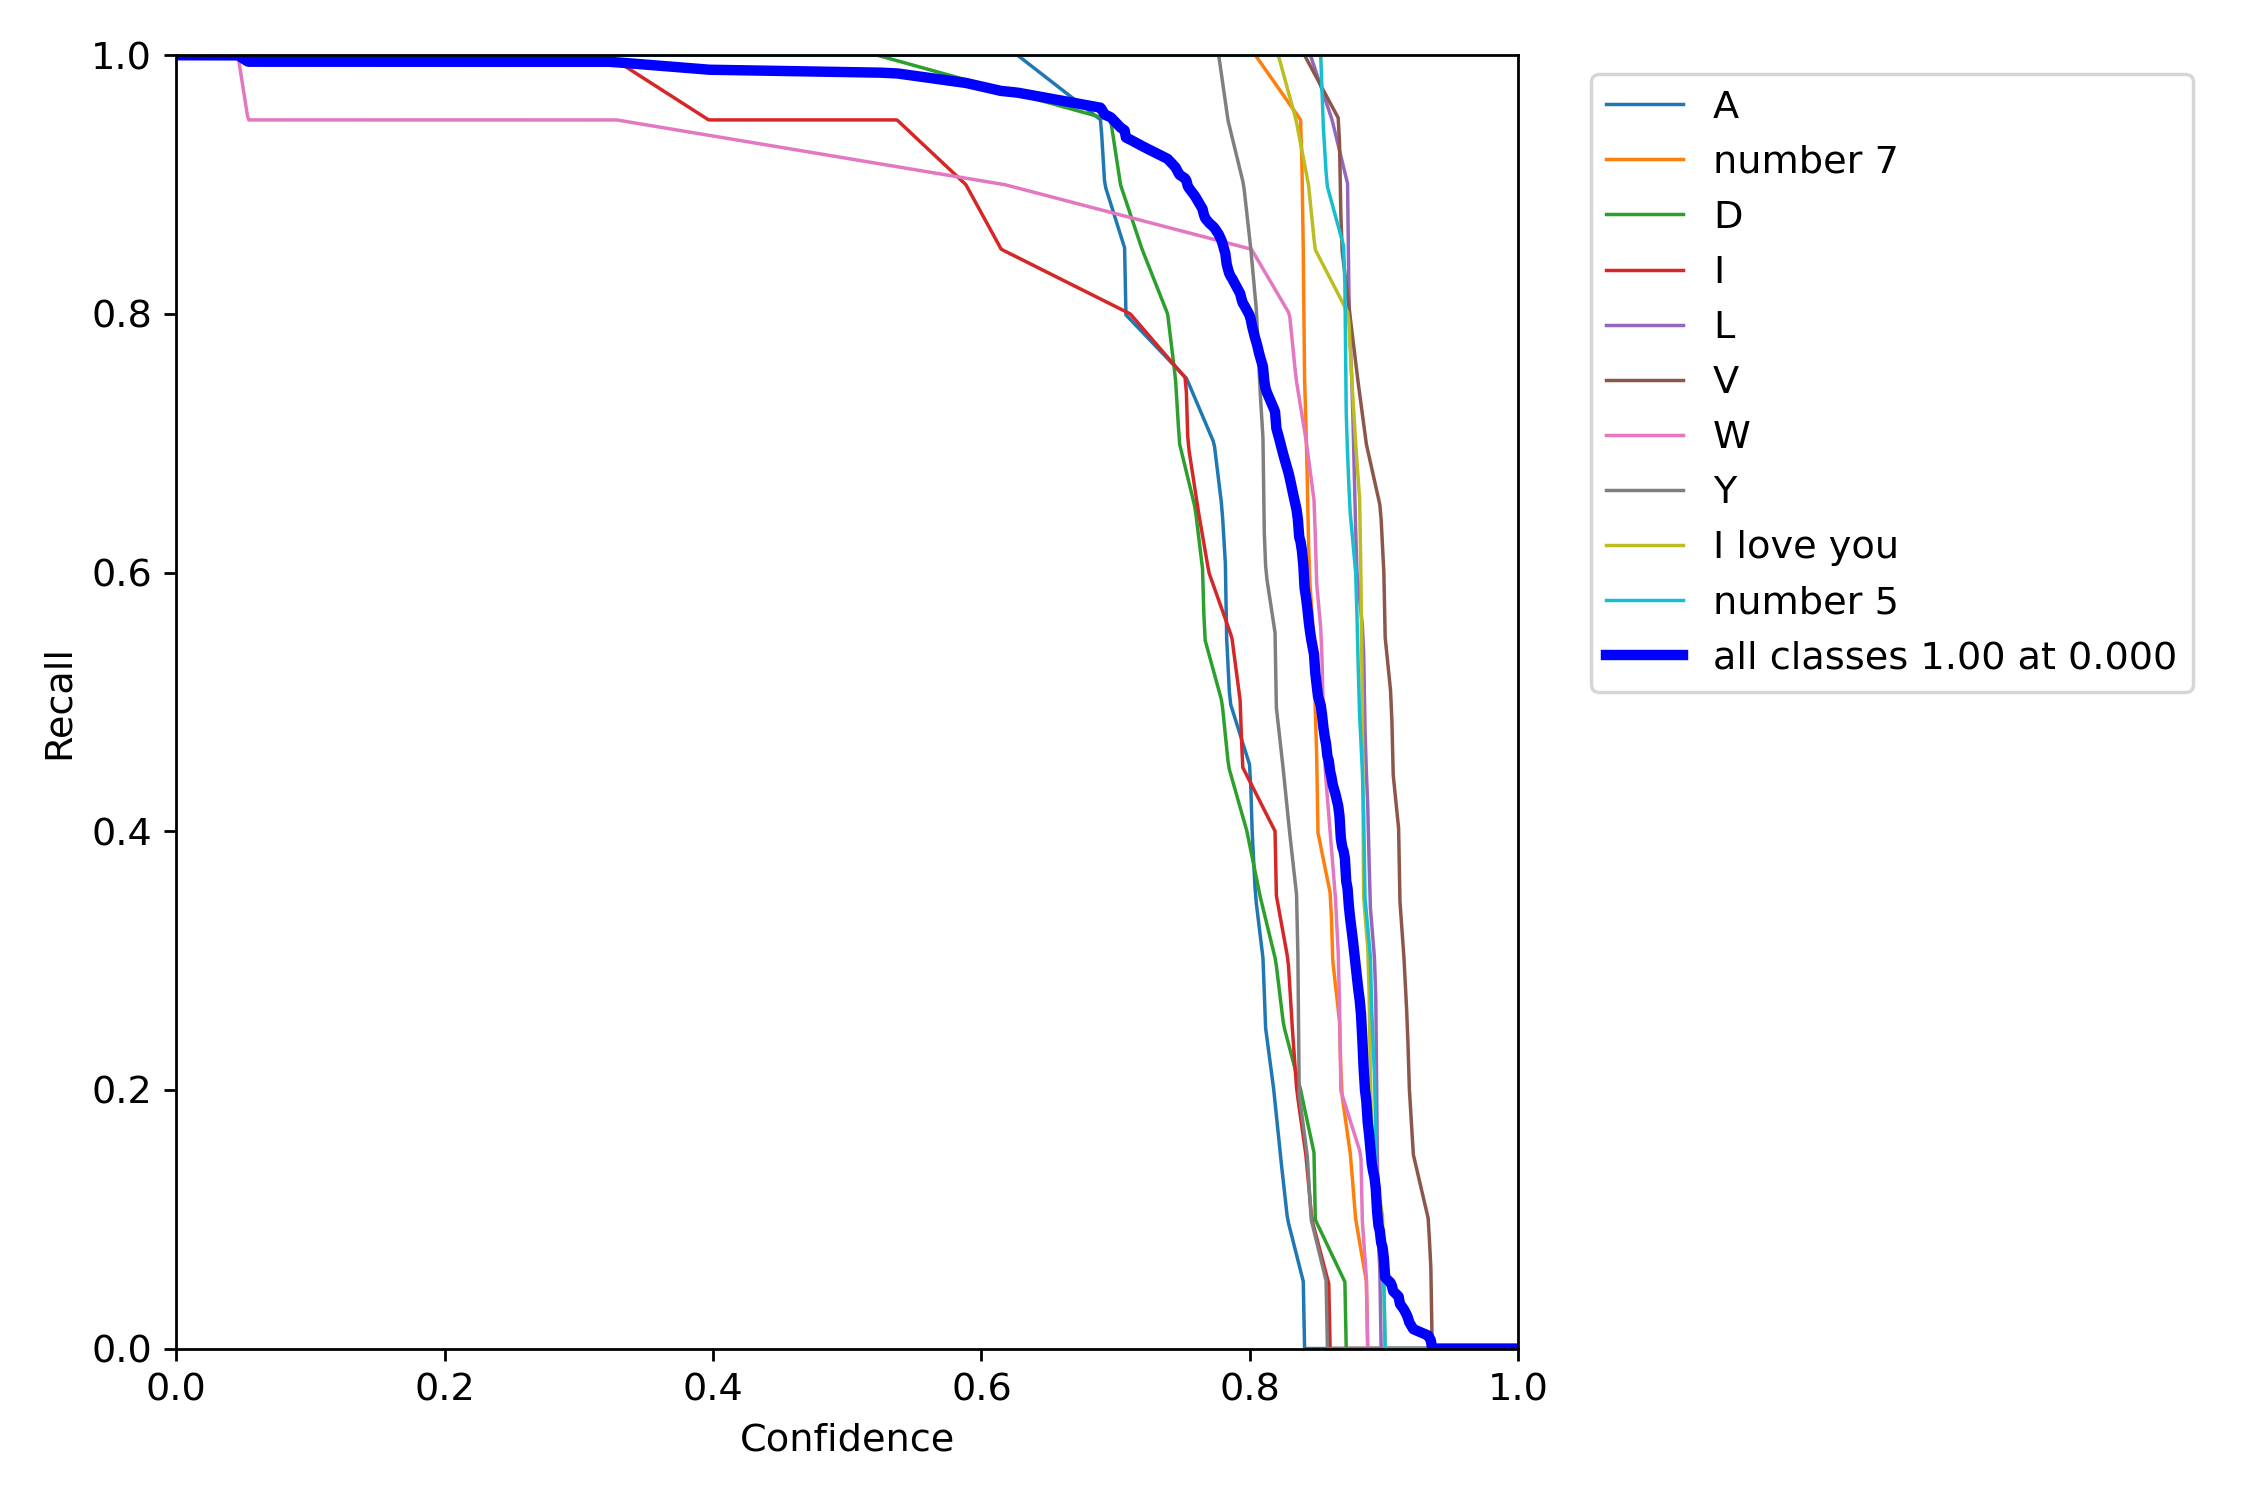 1.0
0.8
0.6
0.4
0.2
0.0
Recall
0.0 0.2 0.4 0.6 0.8 1.0
Confidence
A
number 7
D
I
L
V
W
Y
I love you
number 5
all classes 1.00 at 0.000